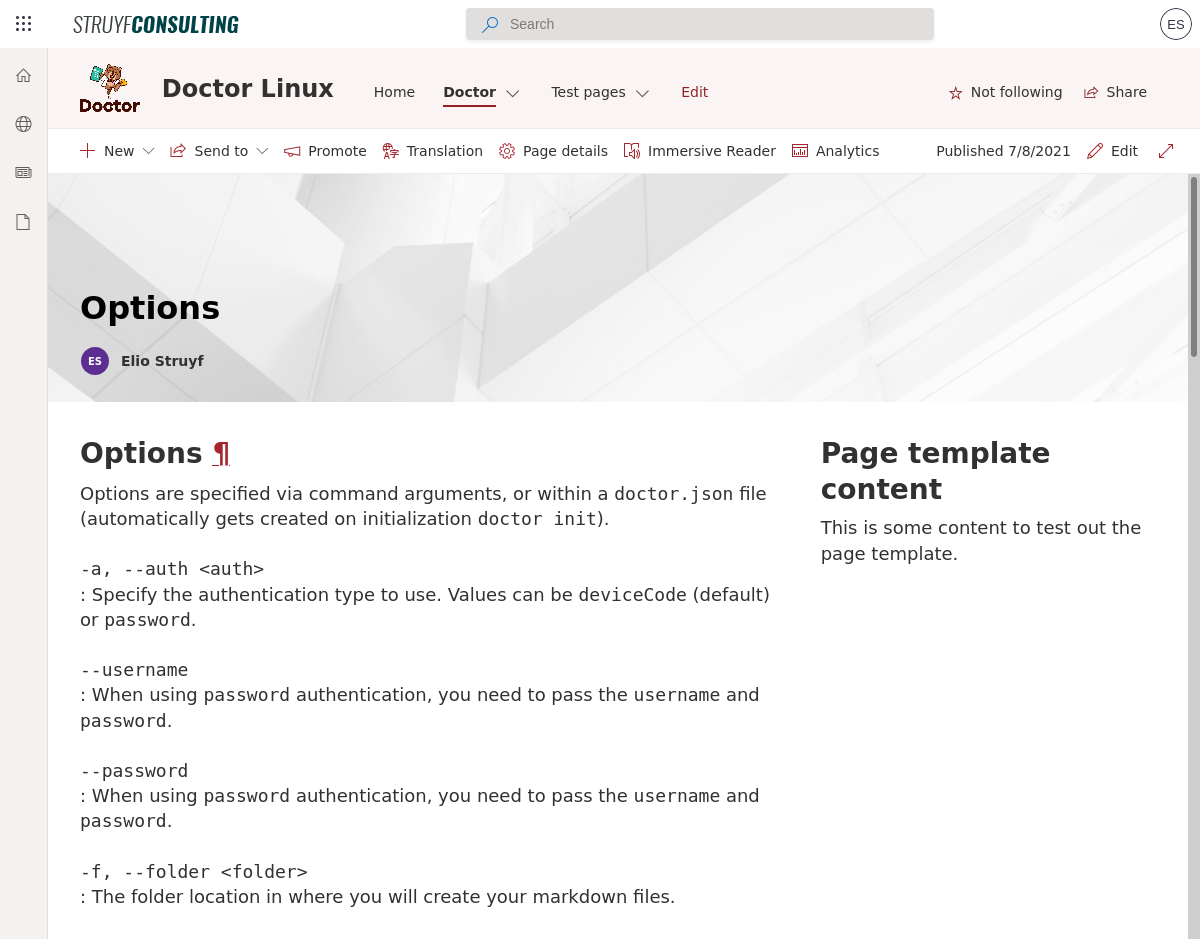 STRUYFCONSULTING
Search
ES
Doctor
Doctor Linux
Home Doctor Test pages Edit
Not following Share
New Send to Promote Translation Page details Immersive Reader Analytics
Published 7/8/2021 Edit
Options
ES Elio Struyf
Options ¶
Options are specified via command arguments, or within a doctor.json file
(automatically gets created on initialization doctor init).
-a, --auth <auth>
: Specify the authentication type to use. Values can be deviceCode (default)
or password.
--username
: When using password authentication, you need to pass the username and
password.
--password
: When using password authentication, you need to pass the username and
password.
-f, --folder <folder>
: The folder location in where you will create your markdown files.
Page template
content
This is some content to test out the
page template.